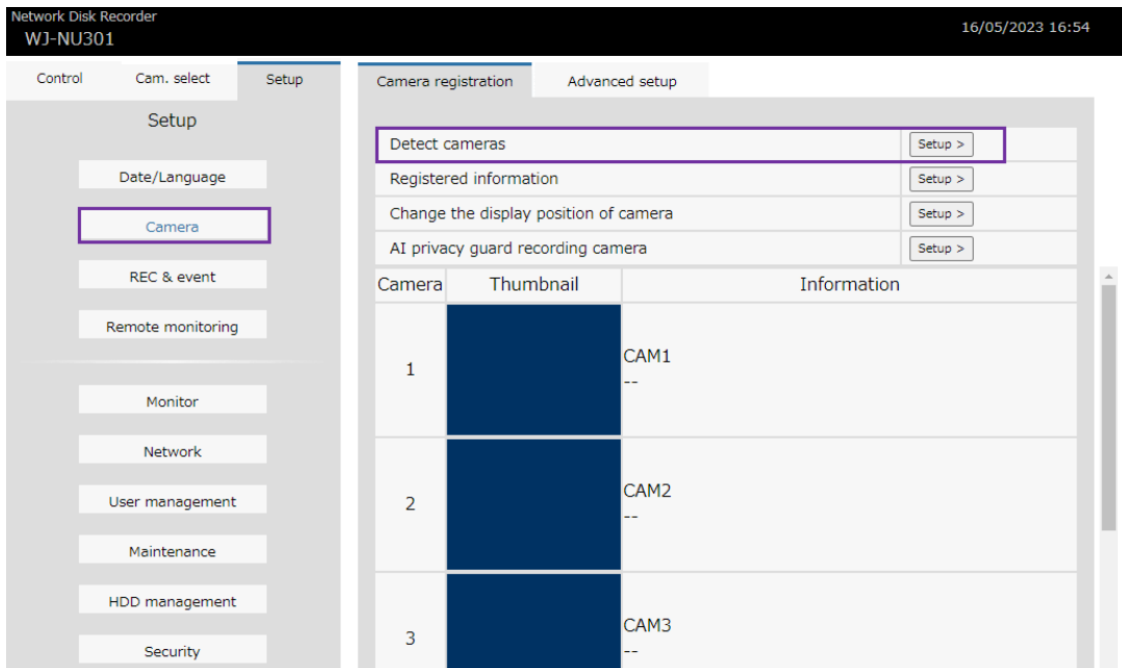 Network Disk Recorder
WJ-NU301
16/05/2023 16:54
Control Cam. select Setup
Setup
Date/Language
Camera
REC & event
Remote monitoring
Monitor
Network
User management
Maintenance
HDD management
Security
Camera registration Advanced setup
Detect cameras Setup >
Registered information Setup >
Change the display position of camera Setup >
AI privacy guard recording camera Setup >
Camera Thumbnail Information
1
CAM1
--
2
CAM2
--
3
CAM3
--